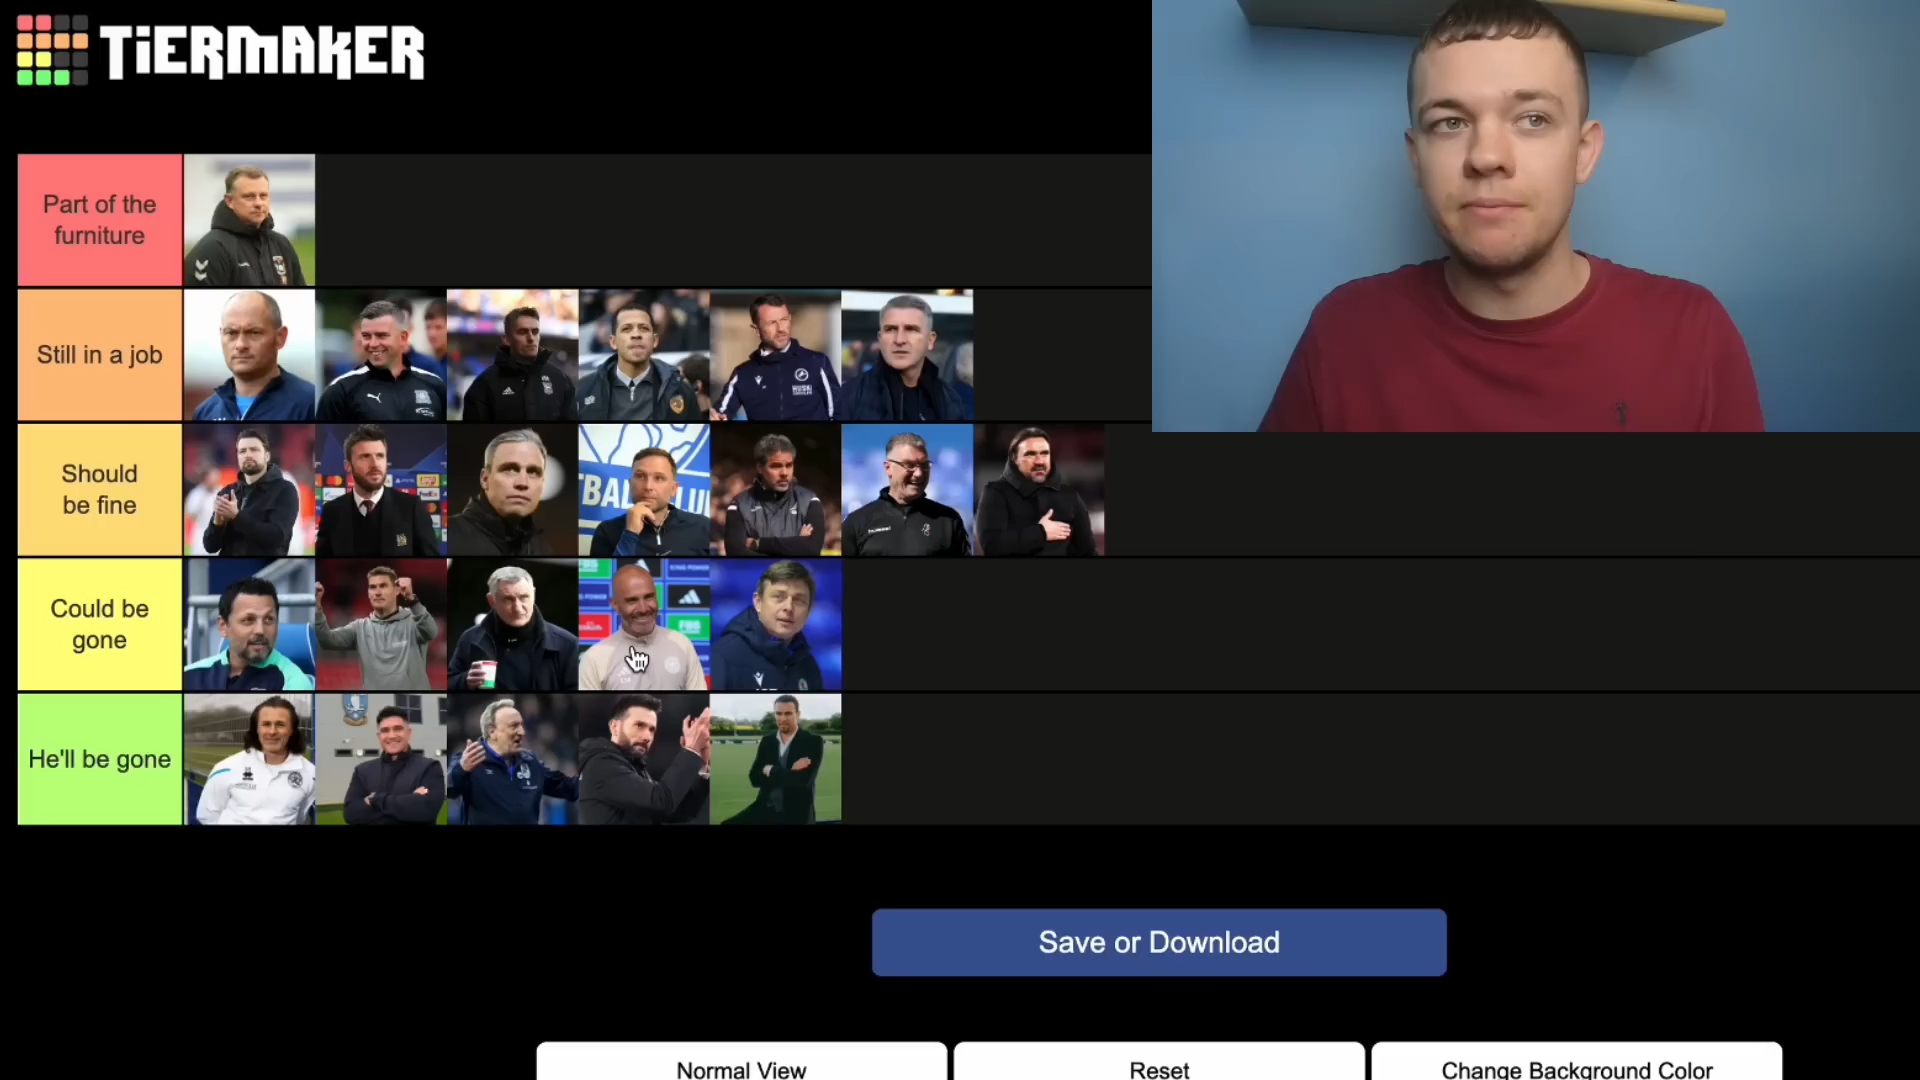 TiERMAKER
Part of the
furniture
Still in a job
Should
be fine
Could be
gone
He'll be gone
Save or Download
Normal View
Reset
Change Background Color